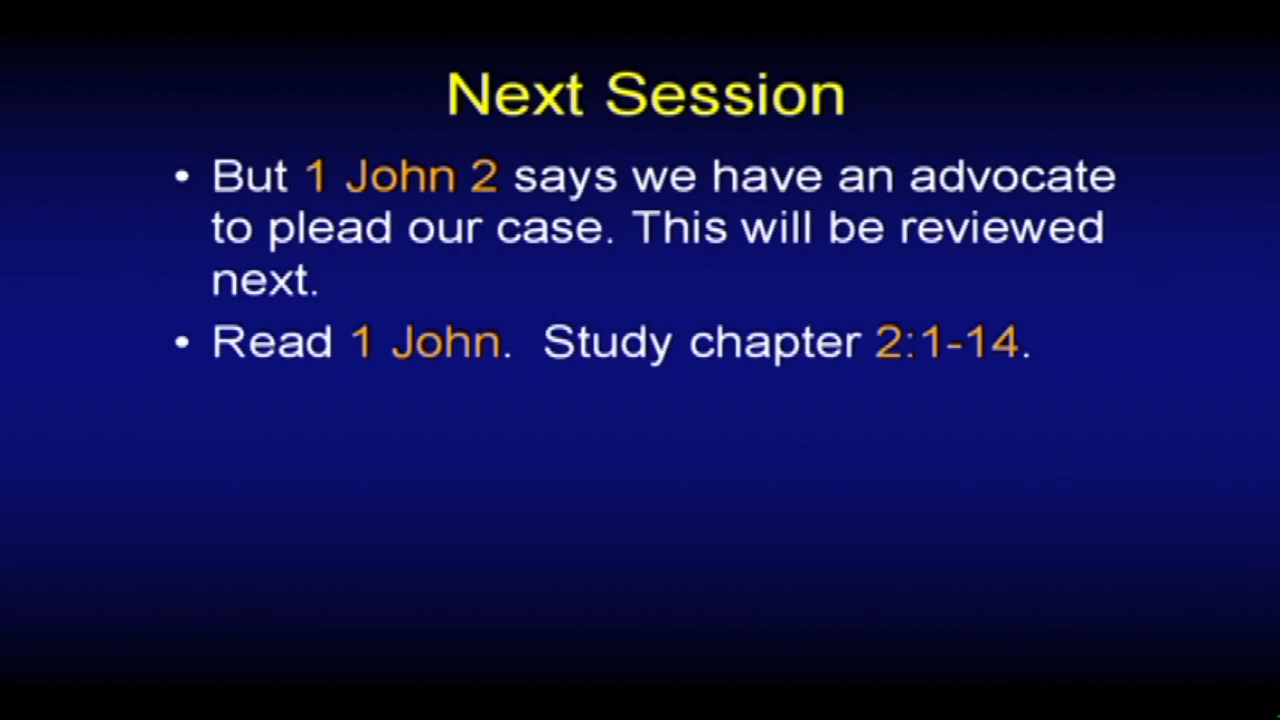 Next Session
• But 1 John 2 says we have an advocate
to plead our case. This will be reviewed
next.
• Read 1 John.  Study chapter 2:1-14.